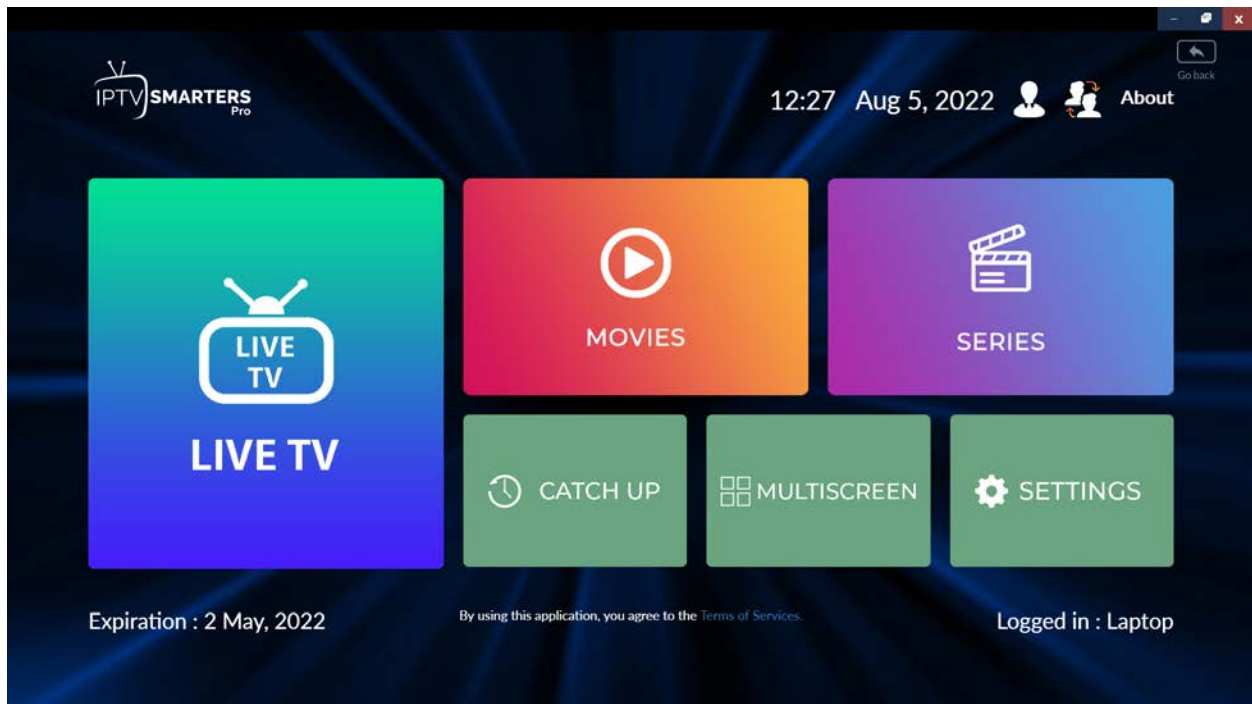 Go back
IPTV SMARTERS
Pro
12:27 Aug 5, 2022 About
LIVE
TV
LIVE TV
MOVIES
SERIES
CATCH UP
MULTISCREEN
SETTINGS
Expiration : 2 May, 2022
By using this application, you agree to the Terms of Services.
Logged in : Laptop